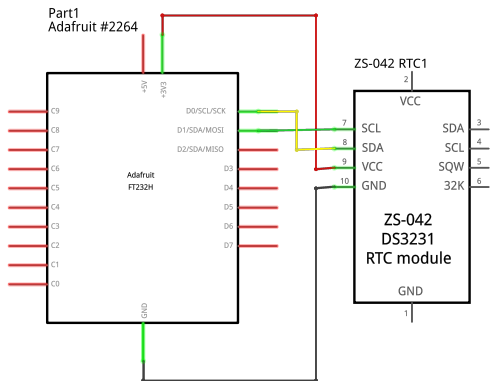 Part1
Adafruit #2264
+5V
+3V3
C9
C8
C7
C6
C5
C4
C3
C2
C1
C0
D0/SCL/SCK
D1/SDA/MOSI
D2/SDA/MISO
D3
D4
D5
D6
D7
Adafruit
FT232H
GND
ZS-042 RTC1
2
VCC
7 SCL
8 SDA
9 VCC
10 GND
SDA 3
SCL 4
SQW 5
32K 6
ZS-042
DS3231
RTC module
GND
1